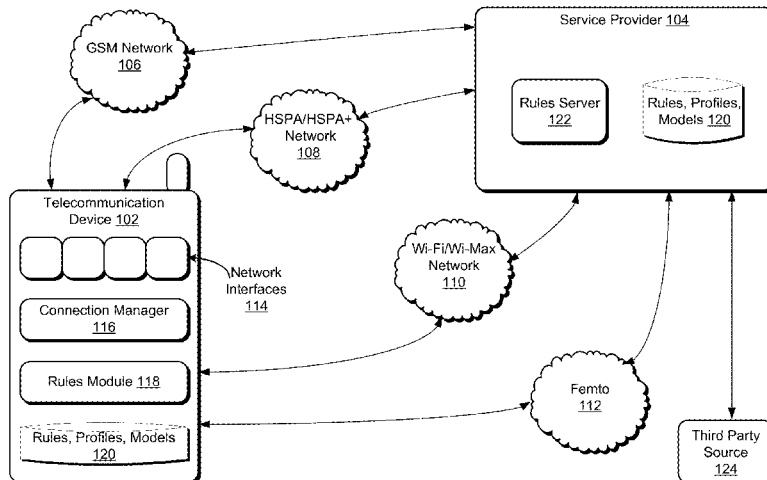 GSM Network
106
HSPA/HSPA+
Network
108
Service Provider 104
Rules Server
122
Rules, Profiles,
Models 120
Telecommunication
Device 102
Network
Interfaces
114
Connection Manager
116
Rules Module 118
Rules, Profiles, Models
120
Wi-Fi/Wi-Max
Network
110
Femto
112
Third Party
Source
124